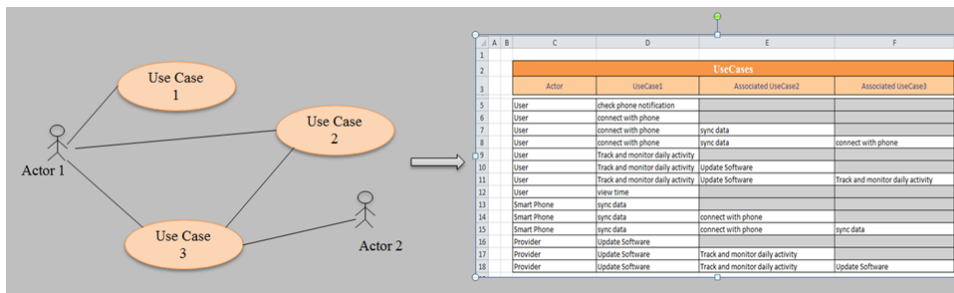 Use Case
1
Use Case
2
Actor 1
Use Case
3
Actor 2
A B C D E F
1
2 UseCases
3 Actor UseCase1 Associated UseCase2 Associated UseCase3
5 User check phone notification
6 User connect with phone
7 User connect with phone sync data
8 User connect with phone sync data connect with phone
9 User Track and monitor daily activity
10 User Track and monitor daily activity Update Software
11 User Track and monitor daily activity Update Software Track and monitor daily activity
12 User view time
13 Smart Phone sync data
14 Smart Phone sync data connect with phone
15 Smart Phone sync data connect with phone sync data
16 Provider Update Software
17 Provider Update Software Track and monitor daily activity
18 Provider Update Software Track and monitor daily activity Update Software